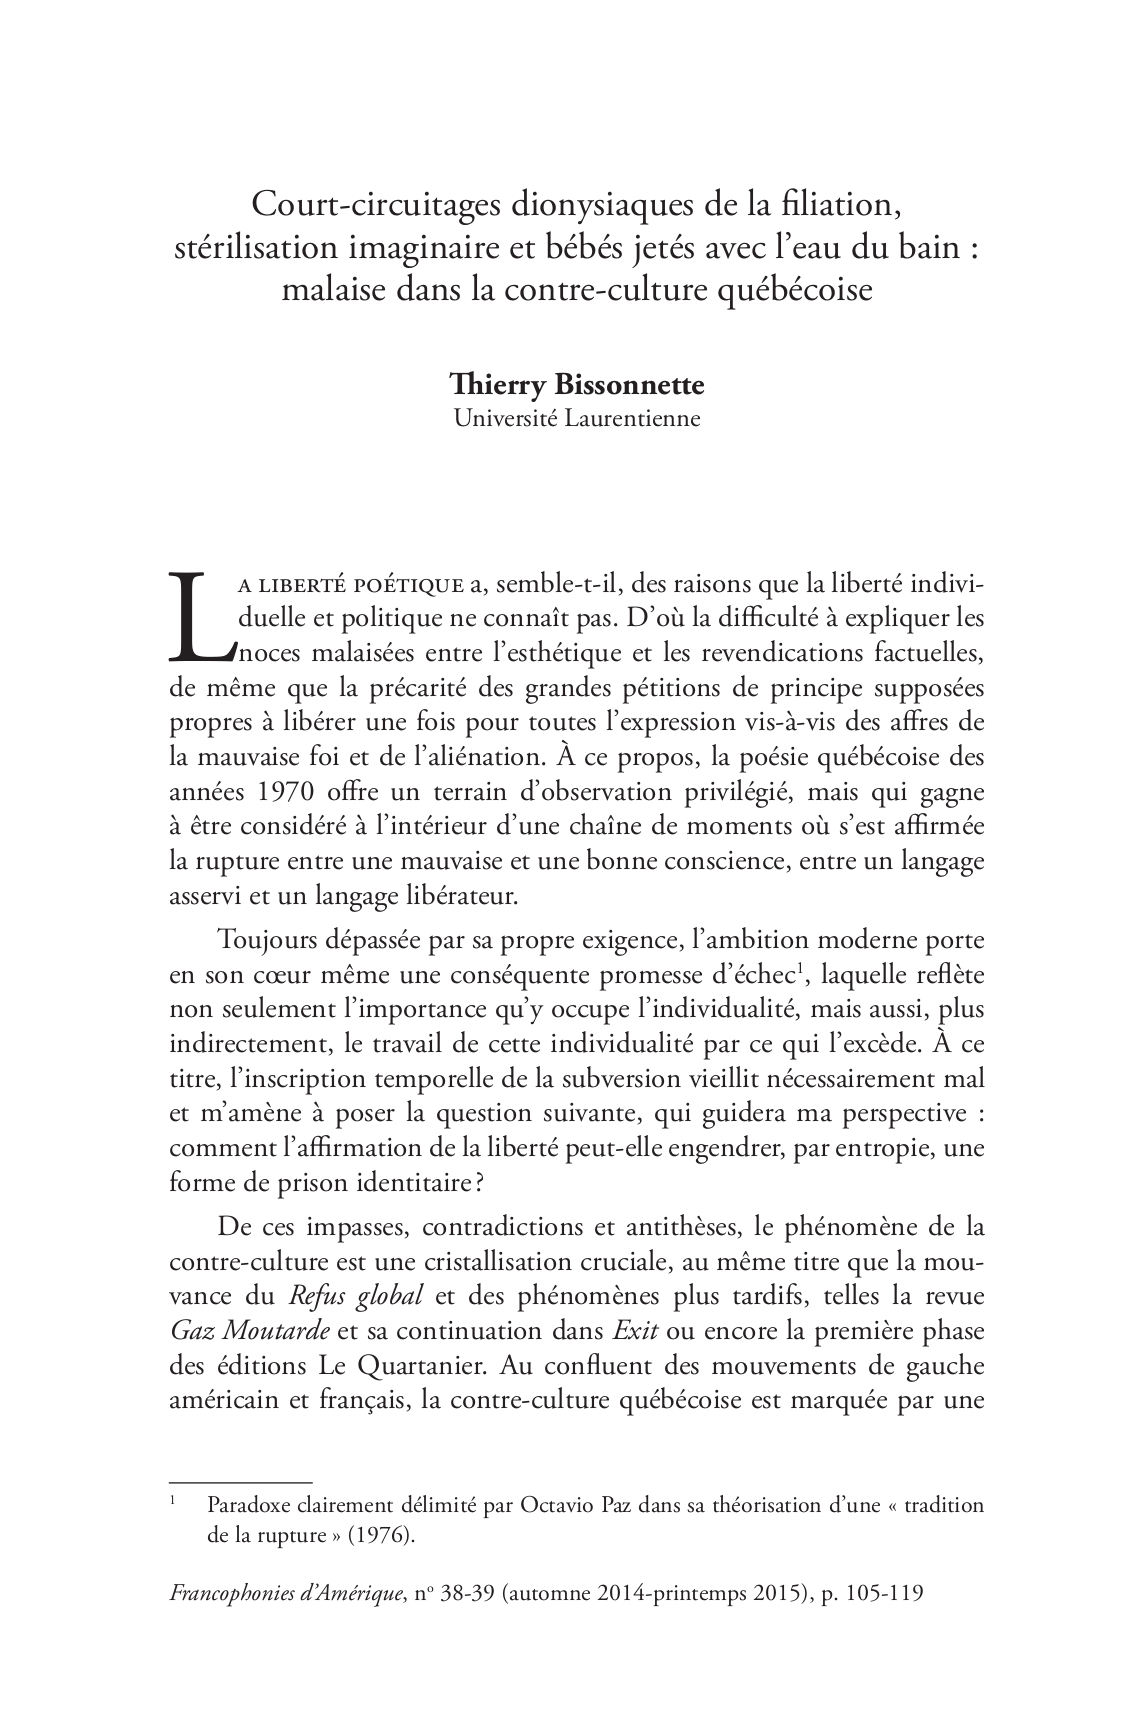 Court-circuitages dionysiaques de la filiation,
stérilisation imaginaire et bébés jetés avec l’eau du bain :
malaise dans la contre-culture québécoise
Thierry Bissonnette
Université Laurentienne
La liberté poétique a, semble-t-il, des raisons que la liberté indivi-
duelle et politique ne connaît pas. D’où la difficulté à expliquer les
noces malaisées entre l’esthétique et les revendications factuelles,
de même que la précarité des grandes pétitions de principe supposées
propres à libérer une fois pour toutes l’expression vis-à-vis des affres de
la mauvaise foi et de l’aliénation. À ce propos, la poésie québécoise des
années 1970 offre un terrain d’observation privilégié, mais qui gagne
à être considéré à l’intérieur d’une chaîne de moments où s’est affirmée
la rupture entre une mauvaise et une bonne conscience, entre un langage
asservi et un langage libérateur.
Toujours dépassée par sa propre exigence, l’ambition moderne porte
en son cœur même une conséquente promesse d’échec¹, laquelle reflète
non seulement l’importance qu’y occupe l’individualité, mais aussi, plus
indirectement, le travail de cette individualité par ce qui l’excède. À ce
titre, l’inscription temporelle de la subversion vieillit nécessairement mal
et m’amène à poser la question suivante, qui guidera ma perspective :
comment l’affirmation de la liberté peut-elle engendrer, par entropie, une
forme de prison identitaire ?
De ces impasses, contradictions et antithèses, le phénomène de la
contre-culture est une cristallisation cruciale, au même titre que la mou-
vance du Refus global et des phénomènes plus tardifs, telles la revue
Gaz Moutarde et sa continuation dans Exit ou encore la première phase
des éditions Le Quartanier. Au confluent des mouvements de gauche
américain et français, la contre-culture québécoise est marquée par une
¹ Paradoxe clairement délimité par Octavio Paz dans sa théorisation d’une « tradition
de la rupture » (1976).
Francophonies d’Amérique, nº 38-39 (automne 2014-printemps 2015), p. 105-119